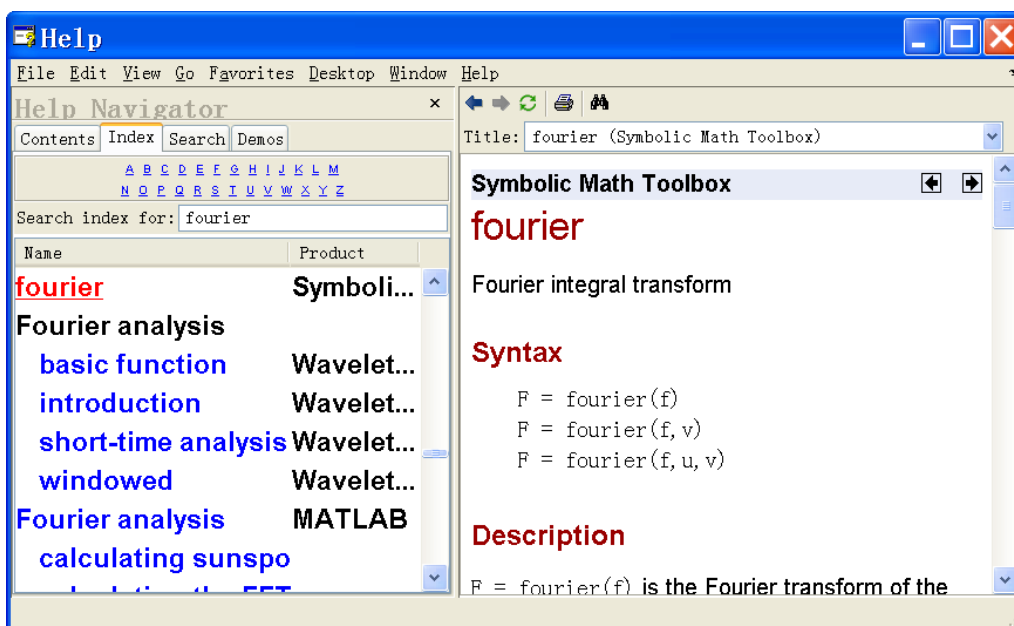 Help
File Edit View Go Favorites Desktop Window Help
Help Navigator
Contents Index Search Demos
A B C D E F G H I J K L M
N O P Q R S T U V W X Y Z
Search index for: fourier
Name Product
fourier Symboli...
Fourier analysis
basic function Wavelet...
introduction Wavelet...
short-time analysis Wavelet...
windowed Wavelet...
Fourier analysis MATLAB
calculating sunspo
Title: fourier (Symbolic Math Toolbox)
Symbolic Math Toolbox
fourier
Fourier integral transform
Syntax
F = fourier(f)
F = fourier(f,v)
F = fourier(f,u,v)
Description
F = fourier(f) is the Fourier transform of the